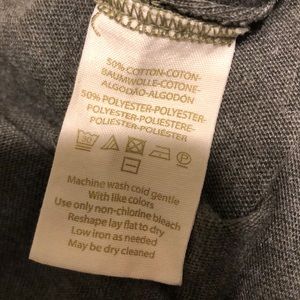 50% COTTON-COTON-
BAUMWOLLE-COTONE-
ALGODÃO-ALGODÓN
50% POLYESTER-POLYESTER-
POLYESTER-POLIESTERE-
POLIÉSTER-POLIÉSTER
Machine wash cold gentle
With like colors
Use only non-chlorine bleach
Reshape lay flat to dry
Low iron as needed
May be dry cleaned